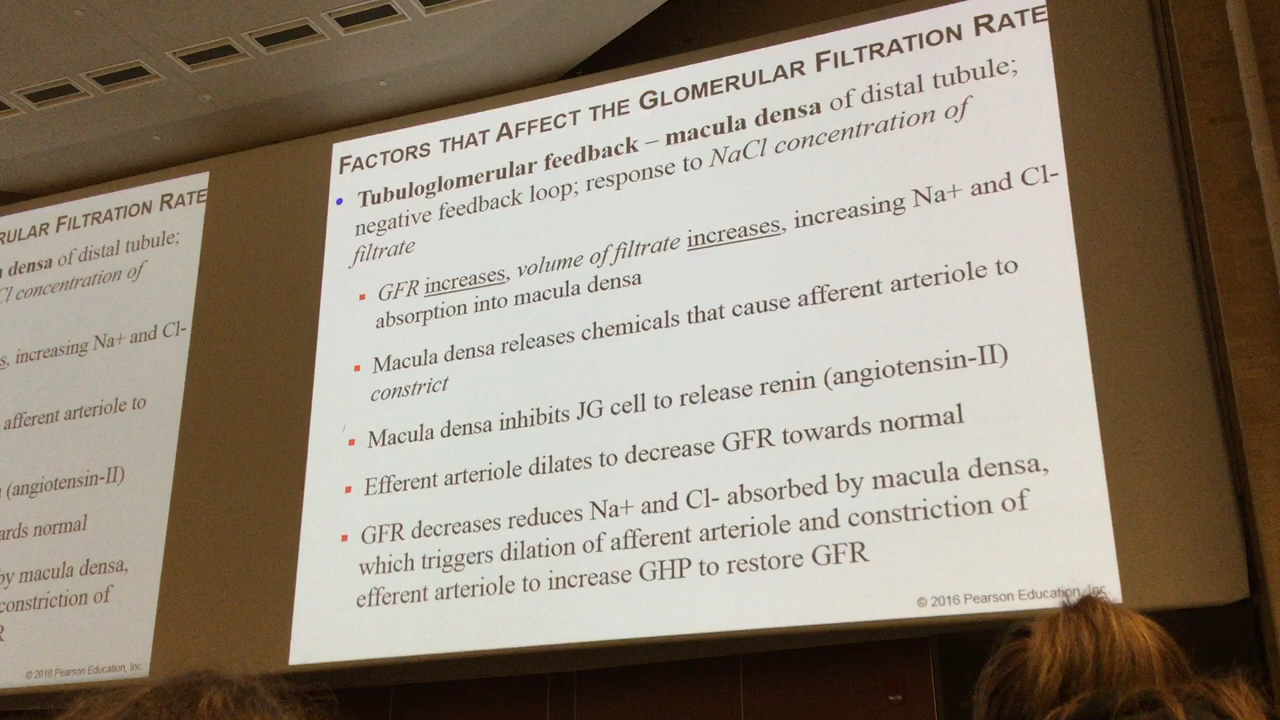 RULAR FILTRATION RATE
densa of distal tubule;
Cl concentration of
s, increasing Na+ and Cl-
afferent arteriole to
(angiotensin-II)
ards normal
by macula densa,
constriction of
R
© 2016 Pearson Education, Inc.
FACTORS THAT AFFECT THE GLOMERULAR FILTRATION RATE
• Tubuloglomerular feedback – macula densa of distal tubule;
negative feedback loop; response to NaCl concentration of
filtrate
▪ GFR increases, volume of filtrate increases, increasing Na+ and Cl-
absorption into macula densa
▪ Macula densa releases chemicals that cause afferent arteriole to
constrict
▪ Macula densa inhibits JG cell to release renin (angiotensin-II)
▪ Efferent arteriole dilates to decrease GFR towards normal
▪ GFR decreases reduces Na+ and Cl- absorbed by macula densa,
which triggers dilation of afferent arteriole and constriction of
efferent arteriole to increase GHP to restore GFR
© 2016 Pearson Education, Inc.